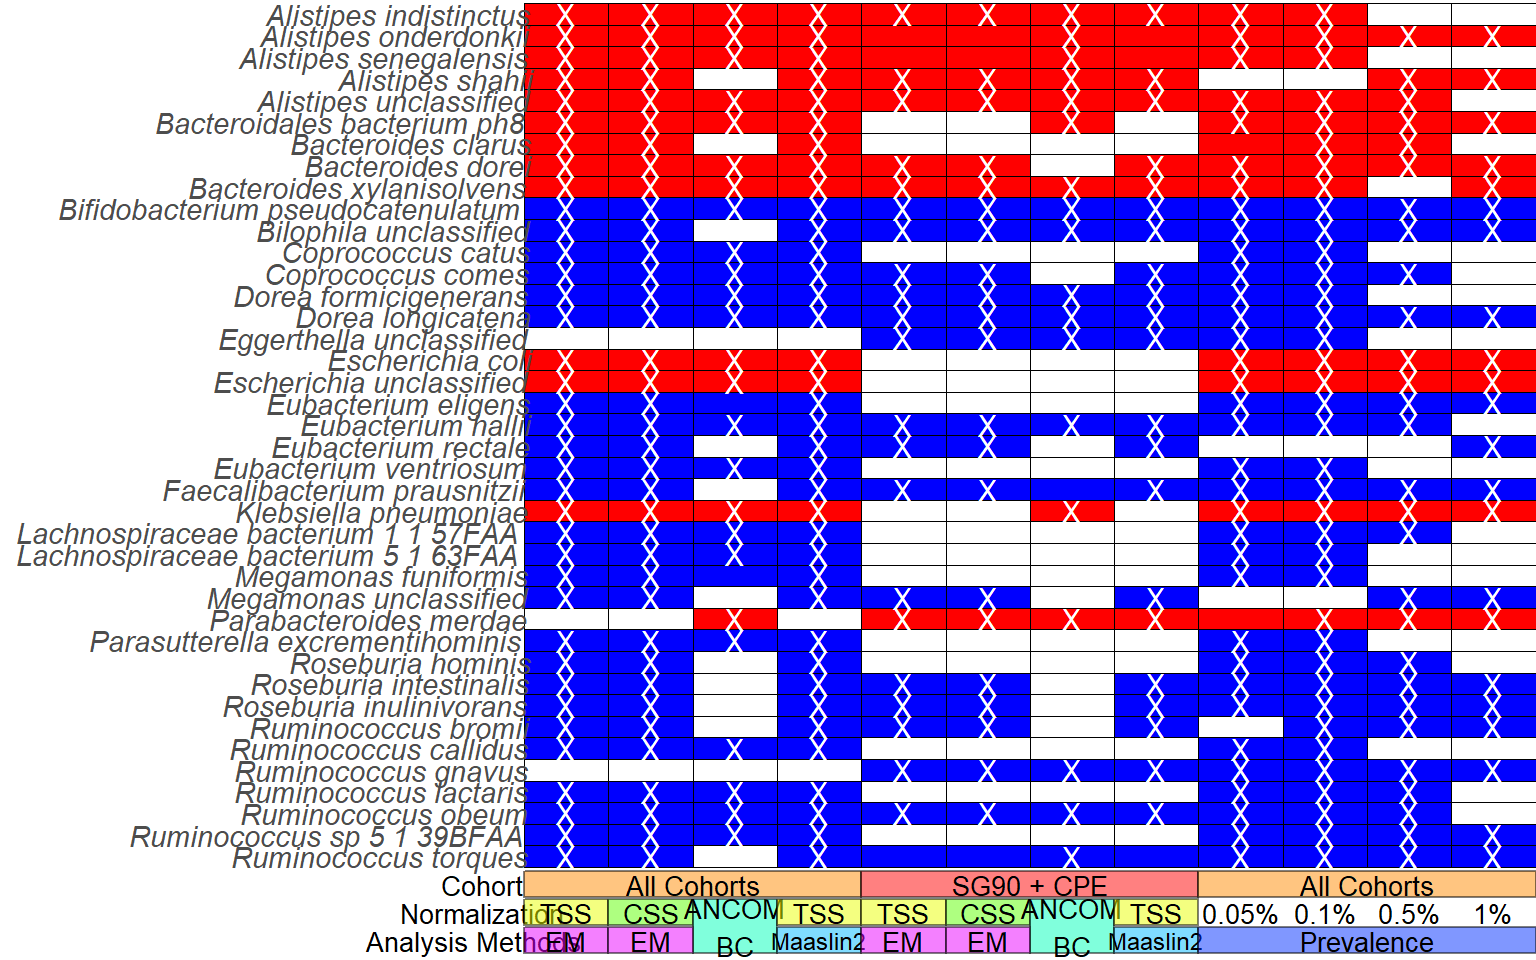 Alistipes indistinctus
Alistipes onderdonkii
Alistipes senegalensis
Alistipes shahii
Alistipes unclassified
Bacteroidales bacterium ph8
Bacteroides clarus
Bacteroides dorei
Bacteroides xylanisolvens
Bifidobacterium pseudocatenulatum
Bilophila unclassified
Coprococcus catus
Coprococcus comes
Dorea formicigenerans
Dorea longicatena
Eggerthella unclassified
Escherichia coli
Escherichia unclassified
Eubacterium eligens
Eubacterium hallii
Eubacterium rectale
Eubacterium ventriosum
Faecalibacterium prausnitzii
Klebsiella pneumoniae
Lachnospiraceae bacterium 1 1 57FAA
Lachnospiraceae bacterium 5 1 63FAA
Megamonas funiformis
Megamonas unclassified
Parabacteroides merdae
Parasutterella excrementihominis
Roseburia hominis
Roseburia intestinalis
Roseburia inulinivorans
Ruminococcus bromii
Ruminococcus callidus
Ruminococcus gnavus
Ruminococcus lactaris
Ruminococcus obeum
Ruminococcus sp 5 1 39BFAA
Ruminococcus torques
Cohort All Cohorts SG90 + CPE All Cohorts
Normalization TSS CSS ANCOM BC TSS TSS CSS ANCOM BC TSS 0.05% 0.1% 0.5% 1%
Analysis Methods EM EM Maaslin2 EM EM Maaslin2 Prevalence